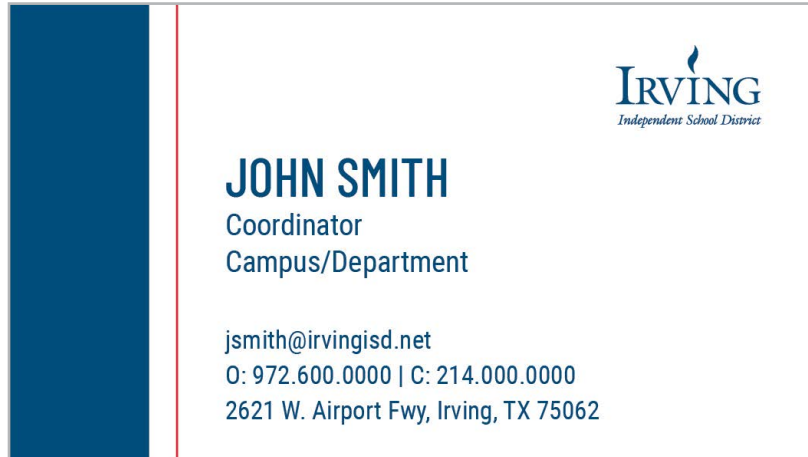 IRVING
Independent School District
JOHN SMITH
Coordinator
Campus/Department
jsmith@irvingisd.net
O: 972.600.0000 | C: 214.000.0000
2621 W. Airport Fwy, Irving, TX 75062